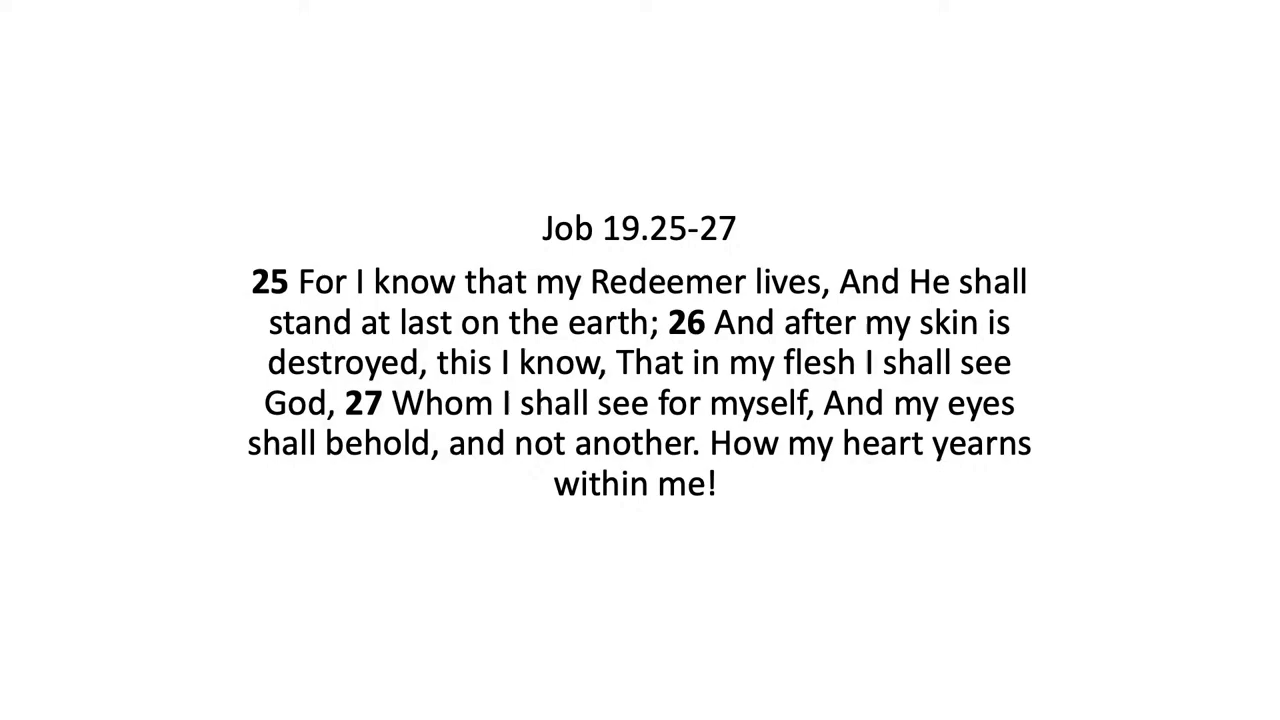 Job 19.25-27
25 For I know that my Redeemer lives, And He shall
stand at last on the earth; 26 And after my skin is
destroyed, this I know, That in my flesh I shall see
God, 27 Whom I shall see for myself, And my eyes
shall behold, and not another. How my heart yearns
within me!